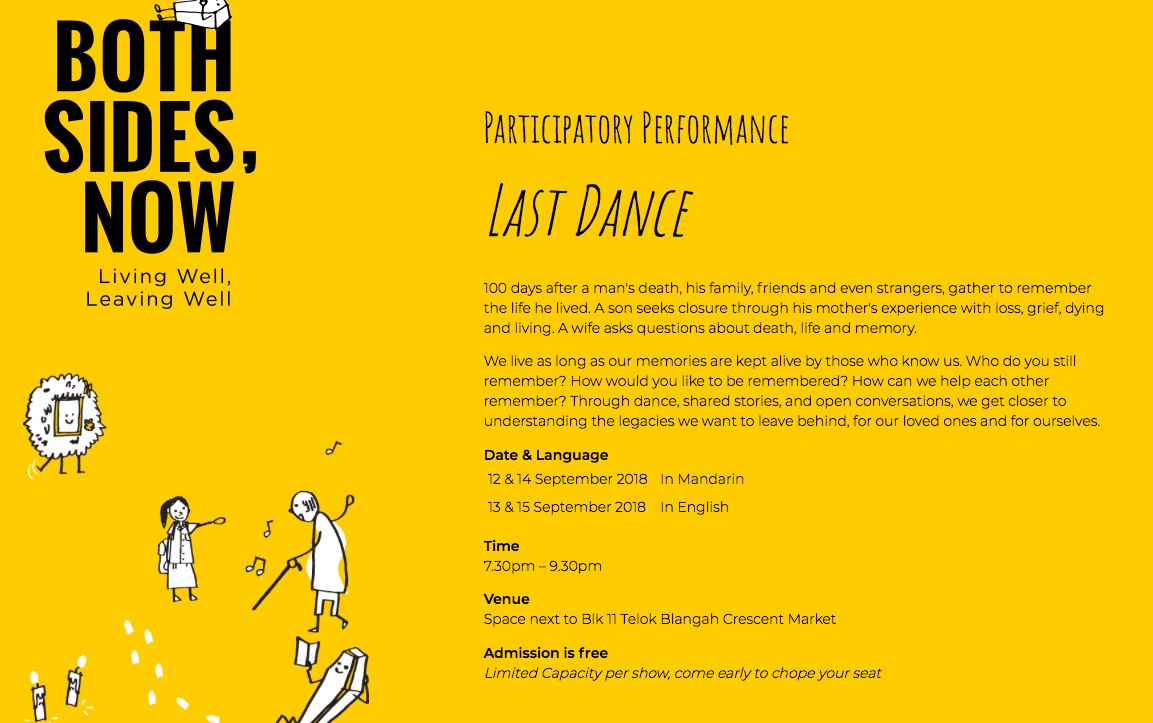 BOTH
SIDES,
NOW
Living Well,
Leaving Well
Participatory Performance
Last Dance
100 days after a man's death, his family, friends and even strangers, gather to remember
the life he lived. A son seeks closure through his mother's experience with loss, grief, dying
and living. A wife asks questions about death, life and memory.
We live as long as our memories are kept alive by those who know us. Who do you still
remember? How would you like to be remembered? How can we help each other
remember? Through dance, shared stories, and open conversations, we get closer to
understanding the legacies we want to leave behind, for our loved ones and for ourselves.
Date & Language
12 & 14 September 2018 In Mandarin
13 & 15 September 2018 In English
Time
7.30pm – 9.30pm
Venue
Space next to Blk 11 Telok Blangah Crescent Market
Admission is free
Limited Capacity per show, come early to chope your seat